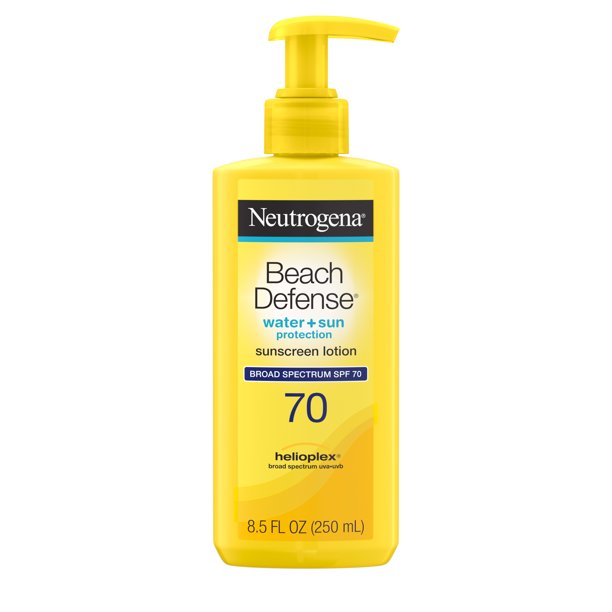 Neutrogena®
Beach
Defense®
water+sun
protection
sunscreen lotion
BROAD SPECTRUM SPF 70
70
helioplex®
broad spectrum uva•uvb
8.5 FL OZ (250 mL)